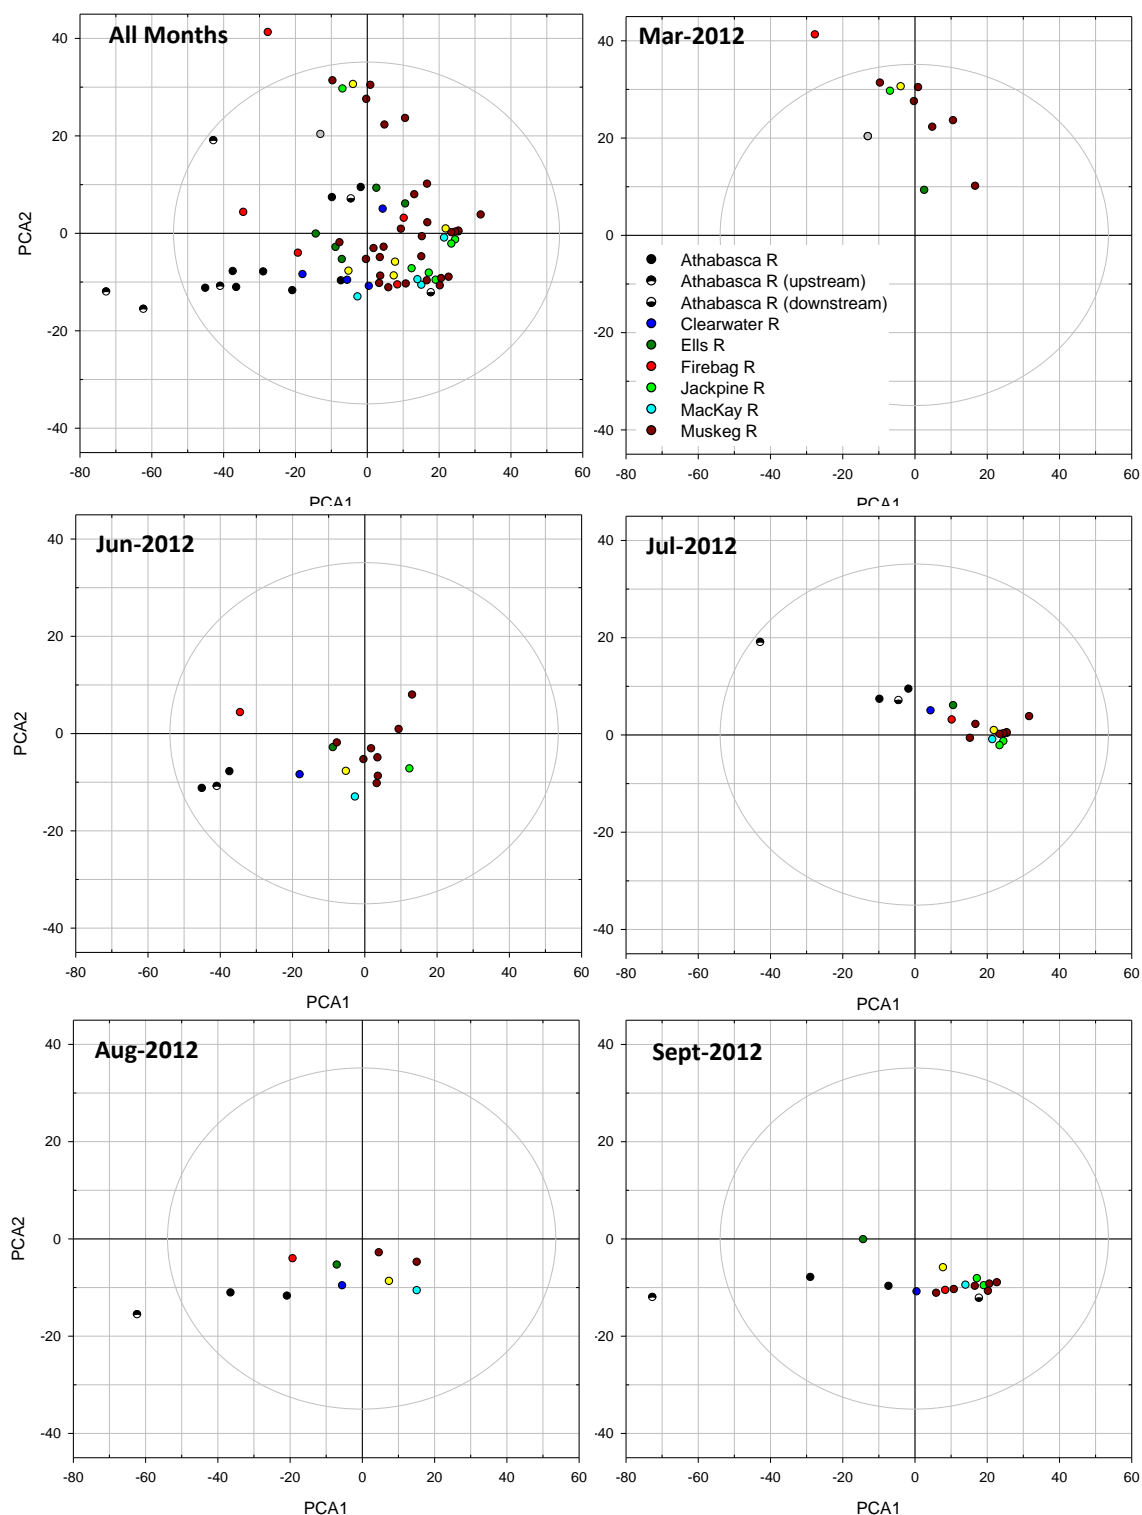 All Months
40
20
0
-20
-40
PCA2
-80 -60 -40 -20 0 20 40 60
PCA1
Mar-2012
40
20
0
-20
-40
Athabasca R
Athabasca R (upstream)
Athabasca R (downstream)
Clearwater R
Ells R
Firebag R
Jackpine R
MacKay R
Muskeg R
-80 -60 -40 -20 0 20 40 60
PCA1
Jun-2012
40
20
0
-20
-40
PCA2
-80 -60 -40 -20 0 20 40 60
PCA1
Jul-2012
40
20
0
-20
-40
-80 -60 -40 -20 0 20 40 60
PCA1
Aug-2012
40
20
0
-20
-40
PCA2
-80 -60 -40 -20 0 20 40 60
PCA1
Sept-2012
40
20
0
-20
-40
-80 -60 -40 -20 0 20 40 60
PCA1